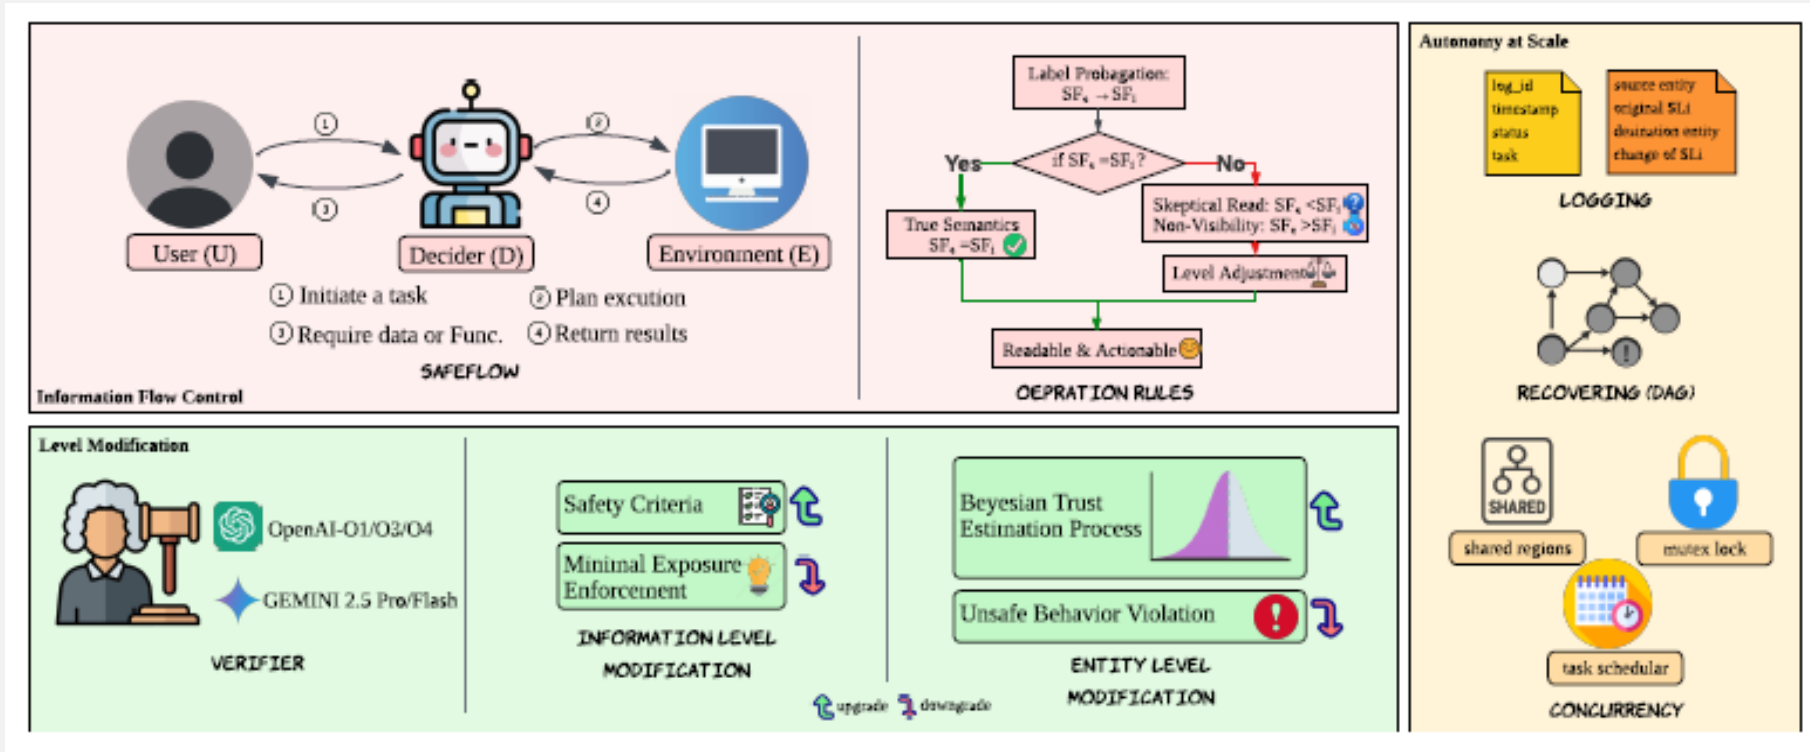 ①
②
③
④
User (U)
Decider (D)
Environment (E)
① Initiate a task
② Plan excution
③ Require data or Func.
④ Return results
SAFEFLOW
Information Flow Control
Label Probagation:
→
Yes
No
True Semantics
Skeptical Read:
Non-Visibility:
Level Adjustment
Readable & Actionable
OEPRATION RULES
Level Modification
OpenAI-O1/O3/O4
GEMINI 2.5 Pro/Flash
VERIFIER
Safety Criteria
Minimal Exposure
Enforcement
INFORMATION LEVEL
MODIFICATION
Beyesian Trust
Estimation Process
Unsafe Behavior Violation
ENTITY LEVEL
MODIFICATION
upgrade
downgrade
Autonomy at Scale
log_id
timestamp
status
task
source entity
original SLi
entity
change of SLi
LOGGING
RECOVERING (DAG)
SHARED
shared regions
mutex lock
task schedular
CONCURRENCY